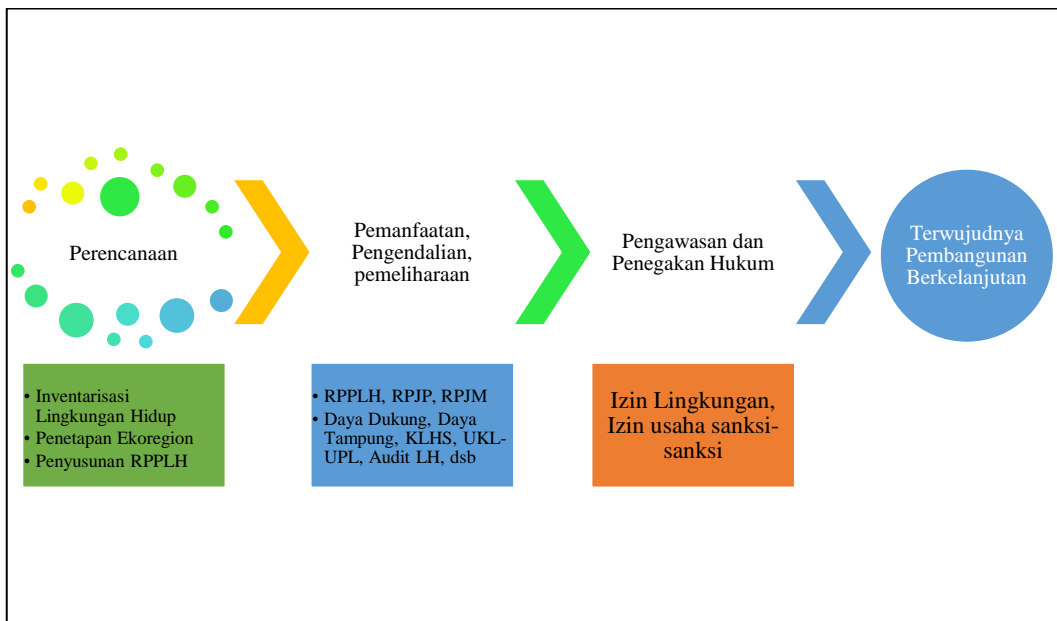 Perencanaan
Pemanfaatan,
Pengendalian,
pemeliharaan
Pengawasan dan
Penegakan Hukum
Terwujudnya
Pembangunan
Berkelanjutan
• Inventarisasi
Lingkungan Hidup
• Penetapan Ekoregion
• Penyusunan RPPLH
• RPPLH, RPJP, RPJM
• Daya Dukung, Daya
Tampung, KLHS, UKL-
UPL, Audit LH, dsb
Izin Lingkungan,
Izin usaha sanksi-
sanksi